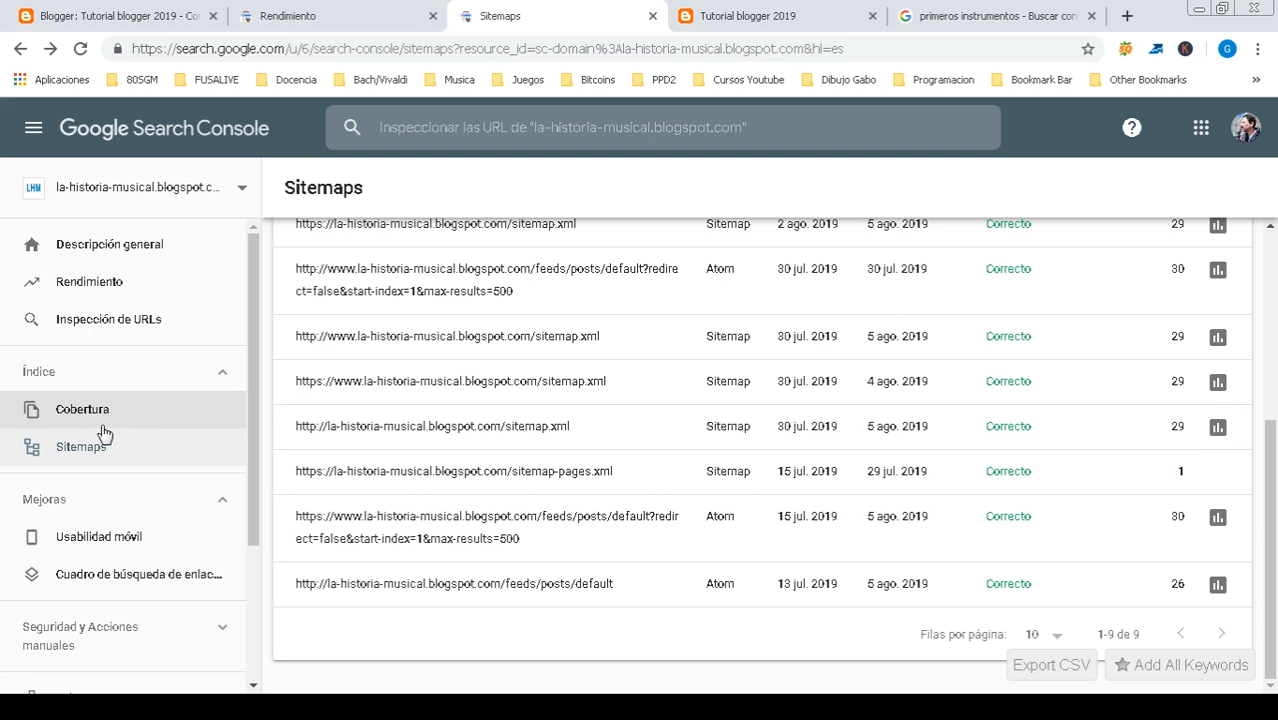 Blogger: Tutorial blogger 2019 - Co
Rendimiento
Sitemaps
Tutorial blogger 2019
primeros instrumentos - Buscar con
https://search.google.com/u/6/search-console/sitemaps?resource_id=sc-domain%3Ala-historia-musical.blogspot.com&hl=es
G
Aplicaciones
80SGM
FUSALIVE
Docencia
Bach/Vivaldi
Musica
Juegos
Bitcoins
PPD2
Cursos Youtube
Dibujo Gabo
Programacion
Bookmark Bar
Other Bookmarks
Google Search Console
Inspeccionar las URL de "la-historia-musical.blogspot.com"
LHM
la-historia-musical.blogspot.c...
Sitemaps
Descripción general
Rendimiento
Inspección de URLs
Índice
Cobertura
Sitemaps
Mejoras
Usabilidad móvil
Cuadro de búsqueda de enlac...
Seguridad y Acciones
manuales
https://la-historia-musical.blogspot.com/sitemap.xml Sitemap 2 ago. 2019 5 ago. 2019 Correcto 29
http://www.la-historia-musical.blogspot.com/feeds/posts/default?redire Atom 30 jul. 2019 30 jul. 2019 Correcto 30
ct=false&start-index=1&max-results=500
http://www.la-historia-musical.blogspot.com/sitemap.xml Sitemap 30 jul. 2019 5 ago. 2019 Correcto 29
https://www.la-historia-musical.blogspot.com/sitemap.xml Sitemap 30 jul. 2019 4 ago. 2019 Correcto 29
http://la-historia-musical.blogspot.com/sitemap.xml Sitemap 30 jul. 2019 5 ago. 2019 Correcto 29
https://la-historia-musical.blogspot.com/sitemap-pages.xml Sitemap 15 jul. 2019 29 jul. 2019 Correcto 1
https://www.la-historia-musical.blogspot.com/feeds/posts/default?redir Atom 15 jul. 2019 5 ago. 2019 Correcto 30
ect=false&start-index=1&max-results=500
http://la-historia-musical.blogspot.com/feeds/posts/default Atom 13 jul. 2019 5 ago. 2019 Correcto 26
Filas por página: 10 1-9 de 9
Export CSV
Add All Keywords